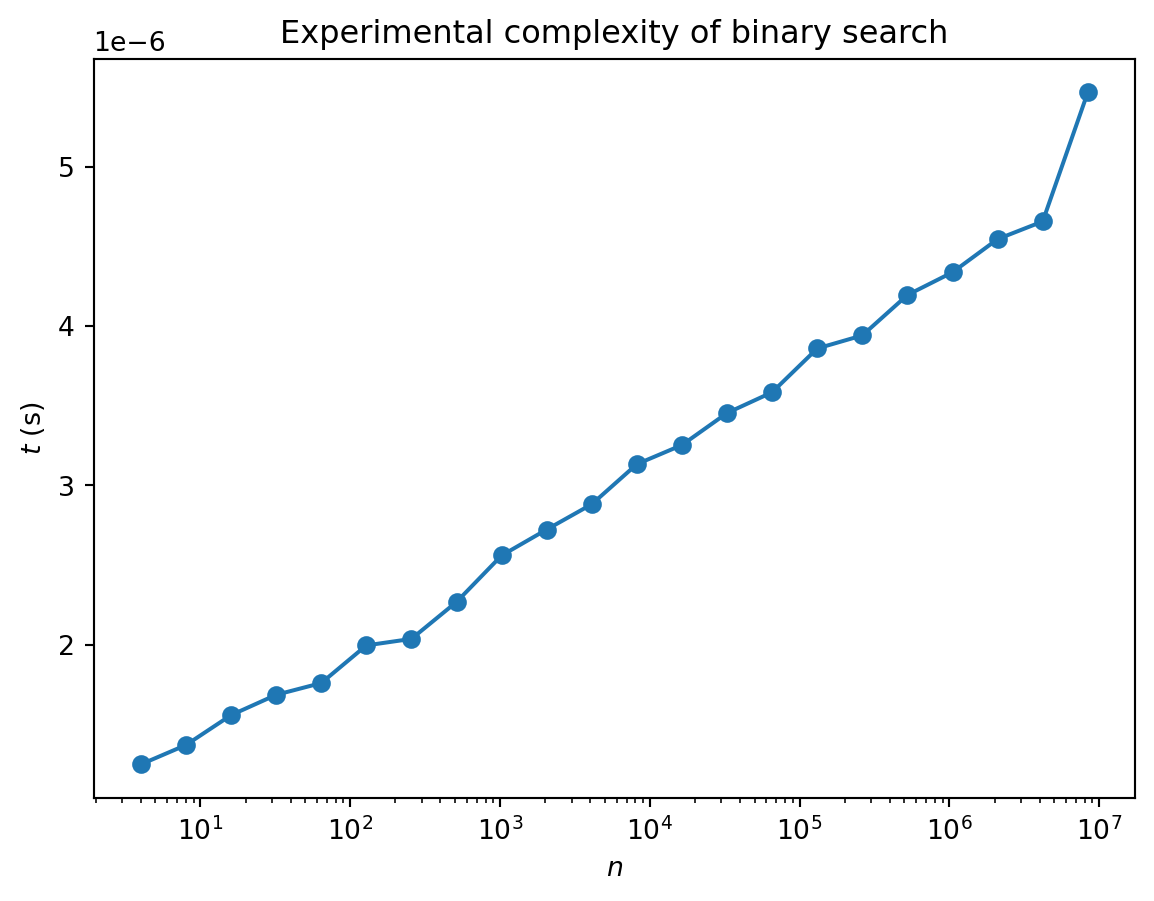 Experimental complexity of binary search
1e−6
5
4
3
2
t (s)
10¹ 10² 10³ 10⁴ 10⁵ 10⁶ 10⁷
n